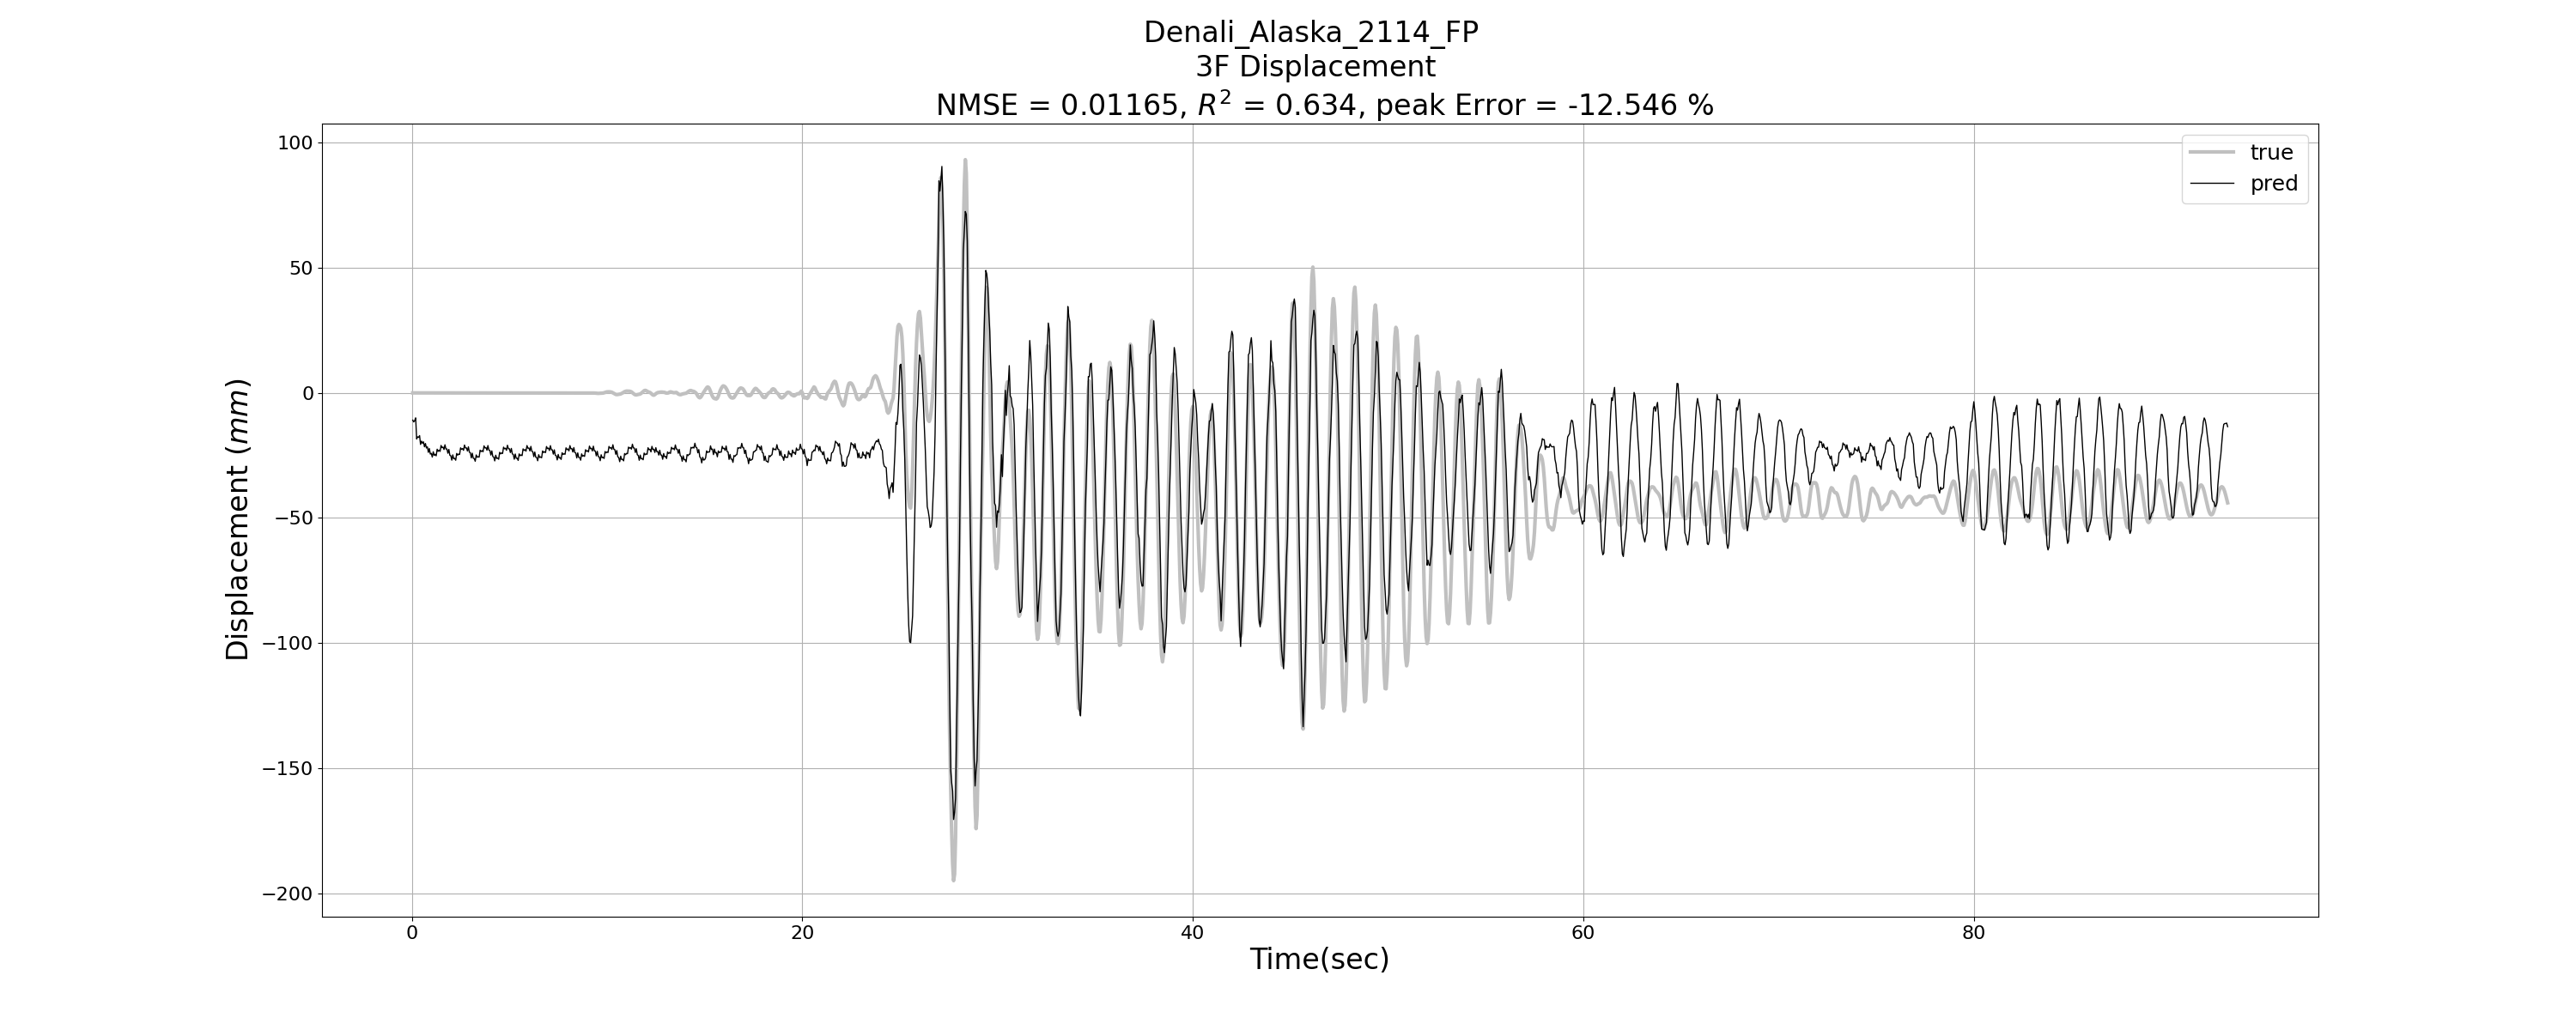 Denali_Alaska_2114_FP
3F Displacement
NMSE = 0.01165, R² = 0.634, peak Error = -12.546 %
true
pred
100
50
0
−50
−100
−150
−200
Displacement (mm)
0 20 40 60 80
Time(sec)